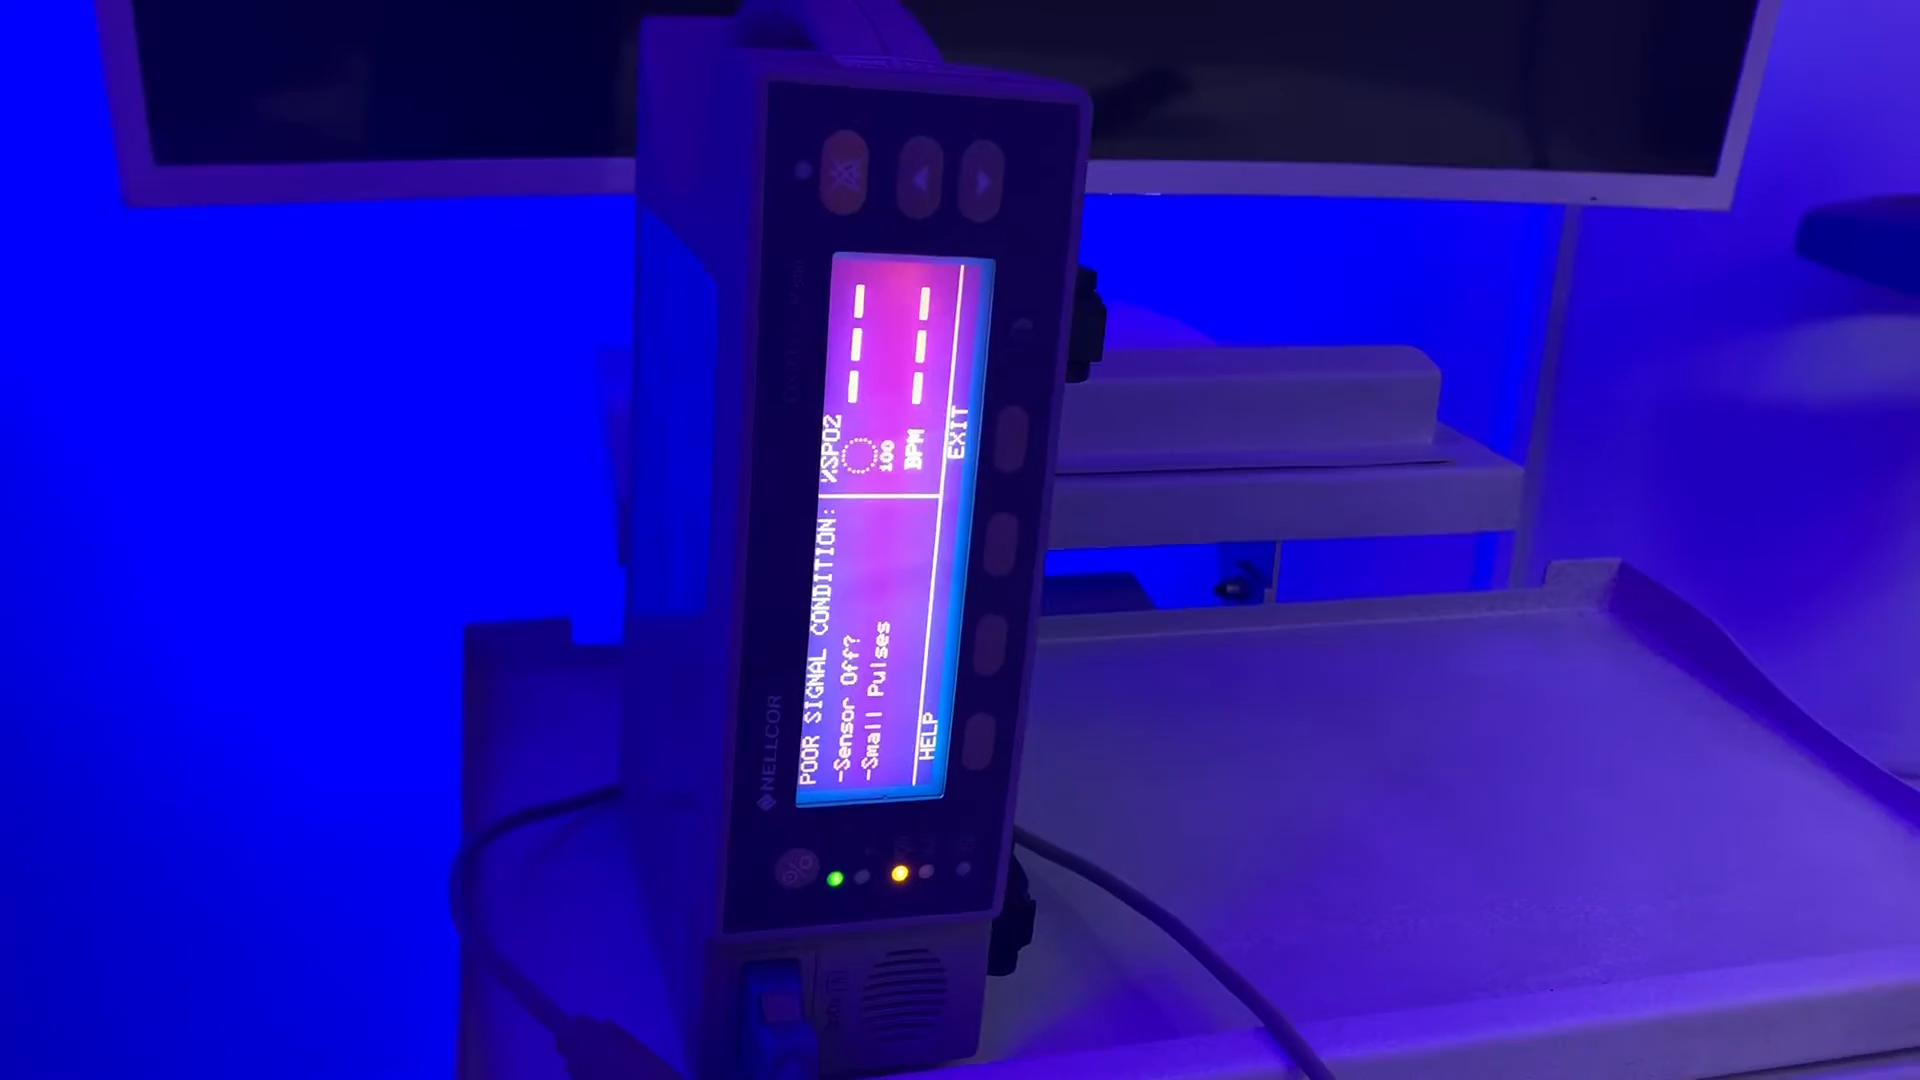 NELLCOR
POOR SIGNAL CONDITION:
-Sensor Off?
-Small Pulses
%SPO2
---
100
BPM
---
HELP
EXIT